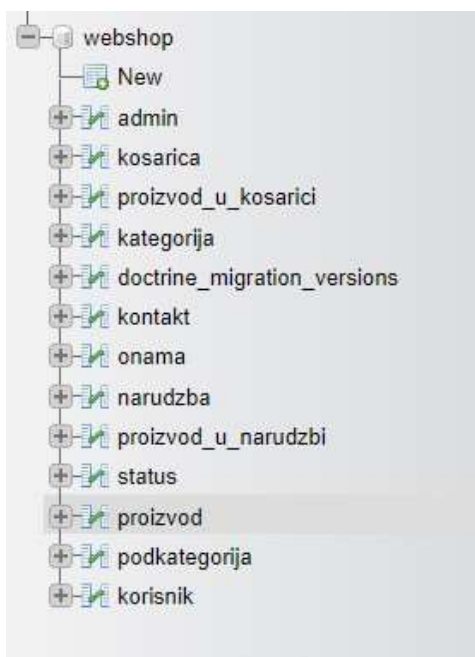 webshop
New
admin
kosarica
proizvod_u_kosarici
kategorija
doctrine_migration_versions
kontakt
onama
narudzba
proizvod_u_narudzbi
status
proizvod
podkategorija
korisnik